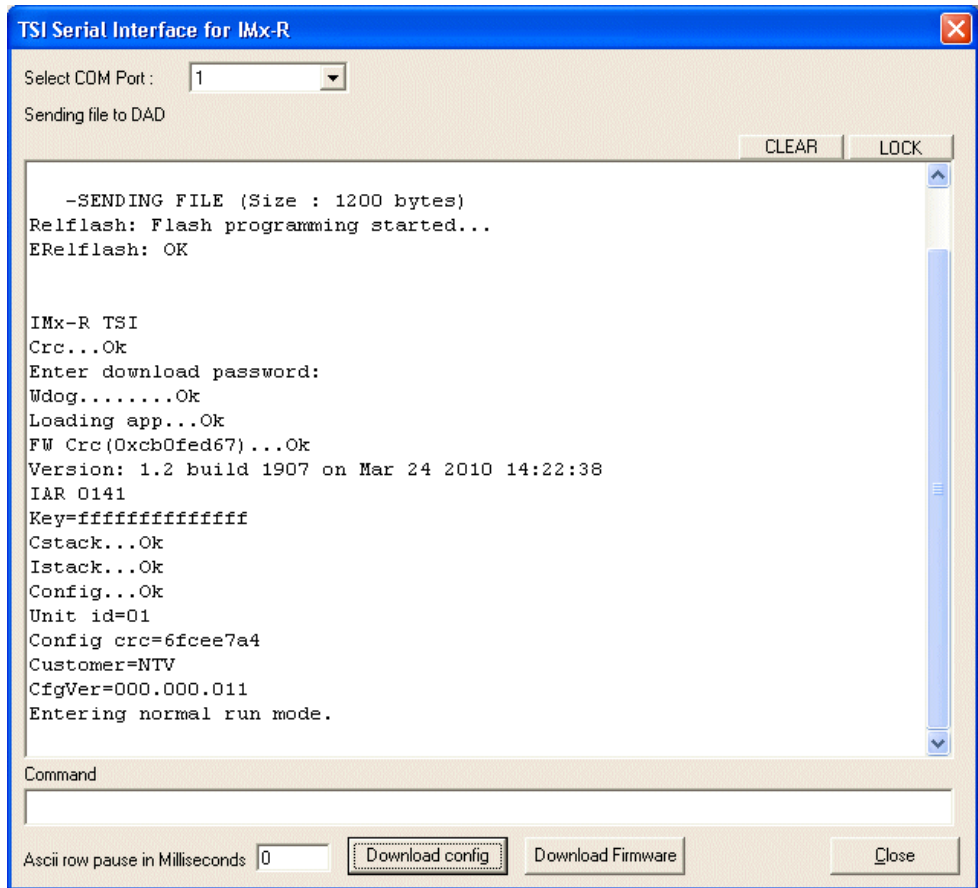 TSI Serial Interface for IMx-R
Select COM Port :    1
Sending file to DAD
CLEAR    LOCK
-SENDING FILE (Size : 1200 bytes)
Relflash: Flash programming started...
ERelflash: OK
IMx-R TSI
Crc...Ok
Enter download password:
Wdog........Ok
Loading app...Ok
FW Crc(0xcb0fed67)...Ok
Version: 1.2 build 1907 on Mar 24 2010 14:22:38
IAR 0141
Key=ffffffffffffff
Cstack...Ok
Istack...Ok
Config...Ok
Unit id=01
Config crc=6fcee7a4
Customer=NTV
CfgVer=000.000.011
Entering normal run mode.
Command
Ascii row pause in Milliseconds    0    Download config    Download Firmware    Close